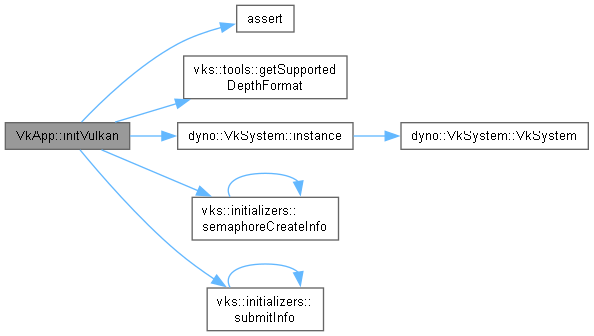 assert
vks::tools::getSupported
DepthFormat
VkApp::initVulkan
dyno::VkSystem::instance
dyno::VkSystem::VkSystem
vks::initializers::
semaphoreCreateInfo
vks::initializers::
submitInfo